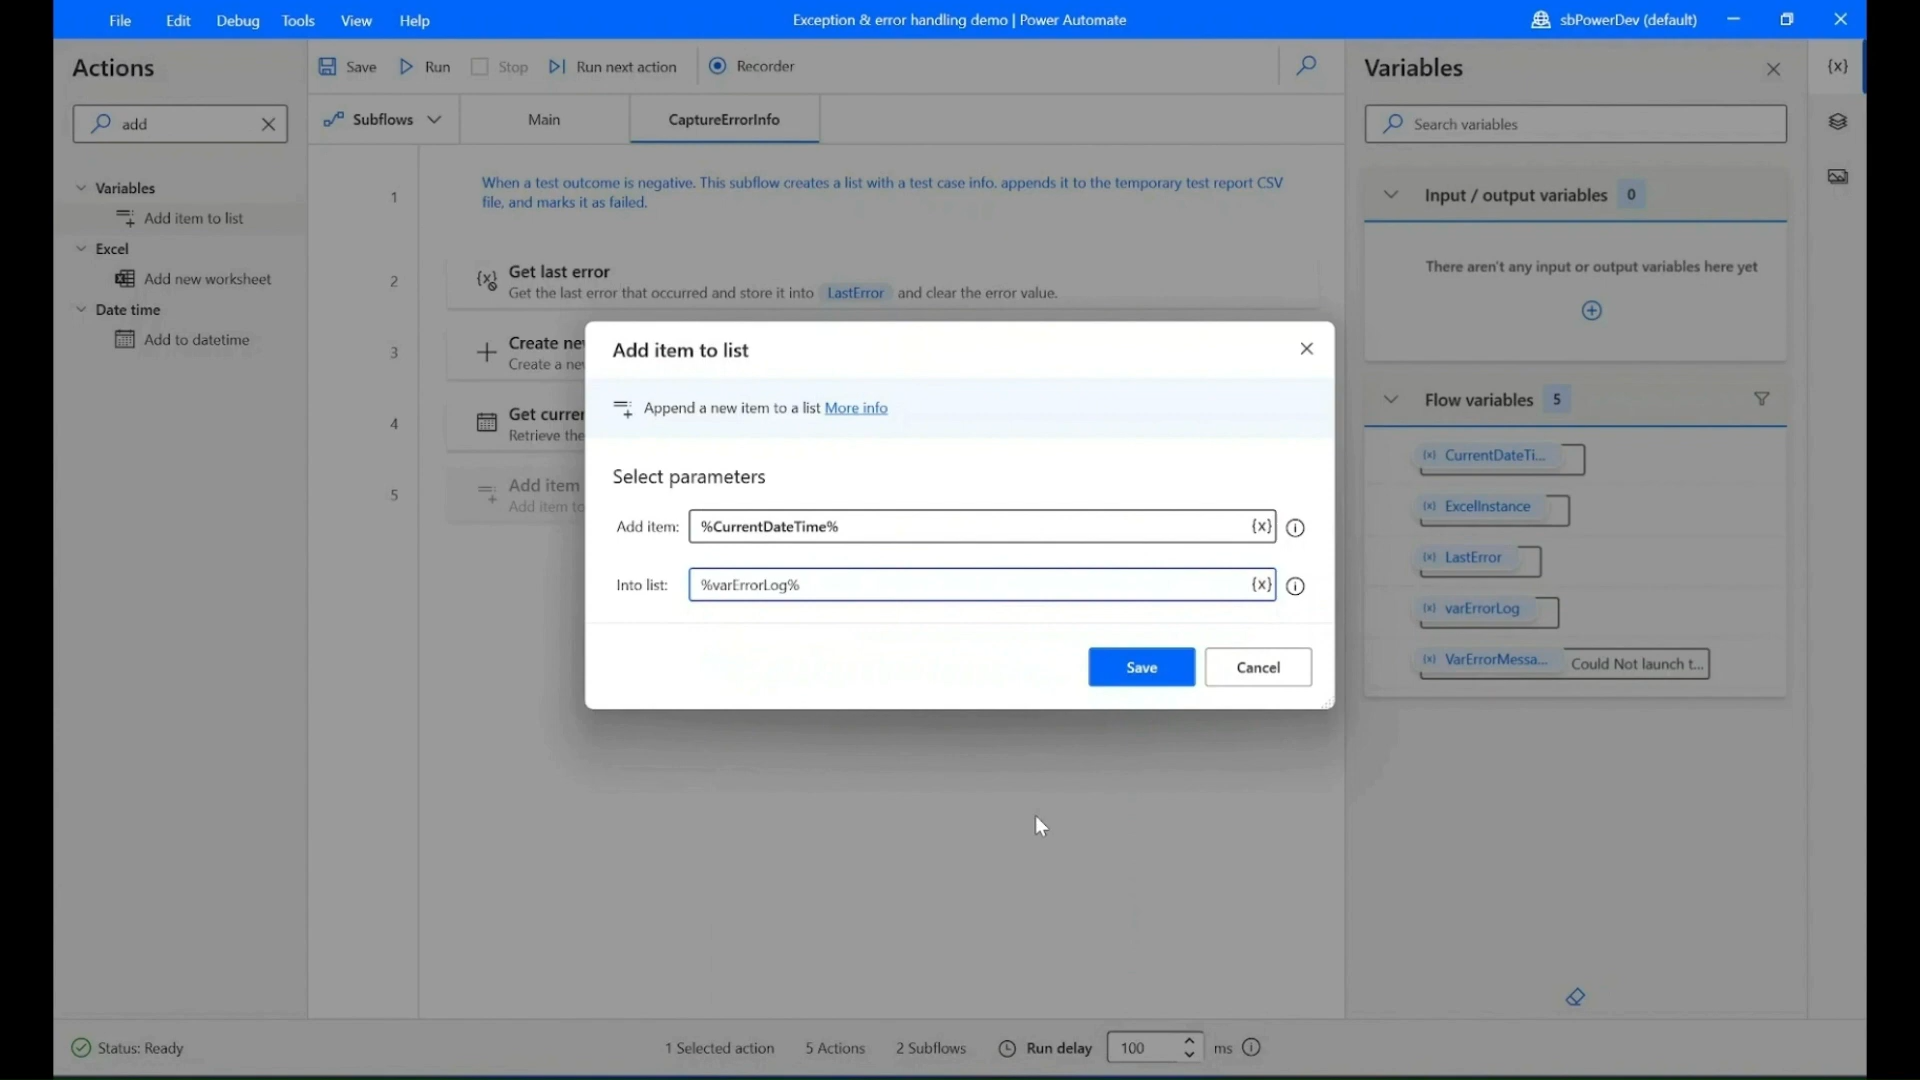 File Edit Debug Tools View Help Exception & error handling demo | Power Automate sbPowerDev (default)
Actions
add
Variables
Add item to list
Excel
Add new worksheet
Date time
Add to datetime
Save Run Stop Run next action Recorder
Subflows Main CaptureErrorInfo
1 When a test outcome is negative. This subflow creates a list with a test case info. appends it to the temporary test report CSV
file, and marks it as failed.
2 Get last error
Get the last error that occurred and store it into LastError and clear the error value.
3 Create ne
Create a ne
4 Get curre
Retrieve the
5 Add item
Add item to
Add item to list
Append a new item to a list More info
Select parameters
Add item: %CurrentDateTime% {x}
Into list: %varErrorLog% {x}
Save Cancel
Variables {x}
Search variables
Input / output variables 0
There aren't any input or output variables here yet
Flow variables 5
{x} CurrentDateTi...
{x} ExcelInstance
{x} LastError
{x} varErrorLog
{x} VarErrorMessa... Could Not launch t...
Status: Ready 1 Selected action 5 Actions 2 Subflows Run delay 100 ms